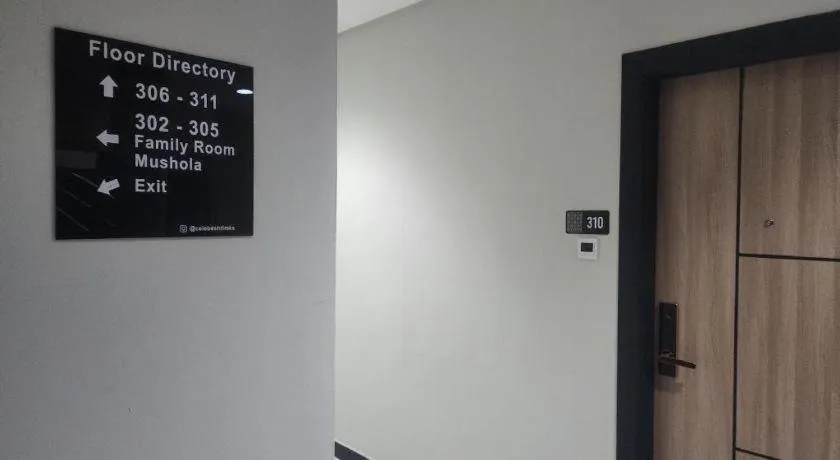 Floor Directory
306 - 311
302 - 305
Family Room
Mushola
Exit
310